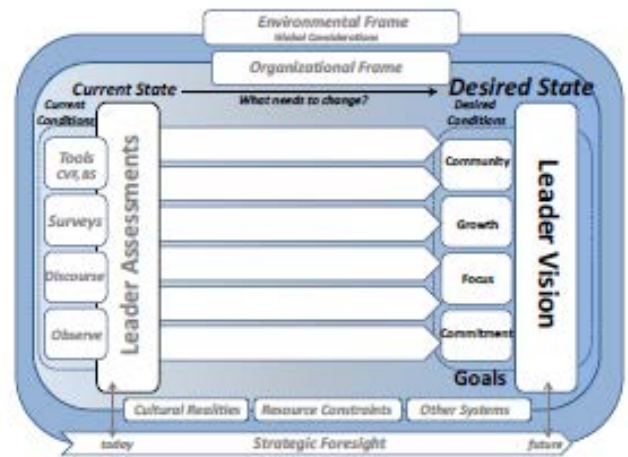 Environmental Frame
Global Considerations
Organizational Frame
Current State
Desired State
What needs to change?
Current
Conditions
Desired
Conditions
Tools
CVF, BS
Surveys
Discourse
Observe
Leader Assessments
Community
Growth
Focus
Commitment
Goals
Leader Vision
Cultural Realities
Resource Constraints
Other Systems
today
Strategic Foresight
future